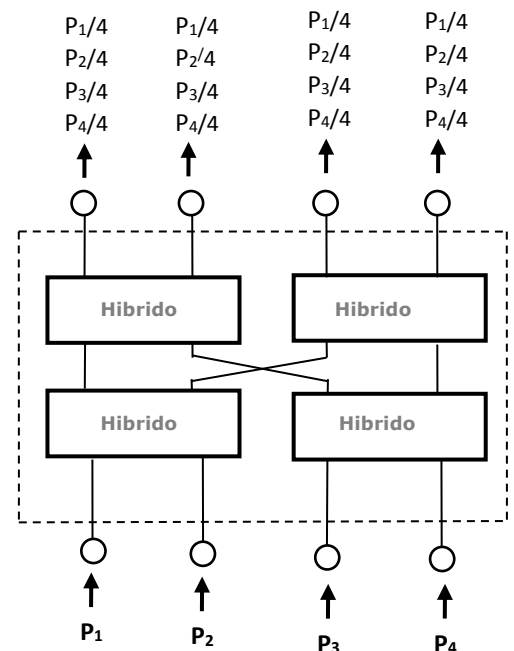 P₁/4 P₁/4 P₁/4 P₁/4
P₂/4 P₂/4 P₂/4 P₂/4
P₃/4 P₃/4 P₃/4 P₃/4
P₄/4 P₄/4 P₄/4 P₄/4
Hibrido Hibrido
Hibrido Hibrido
P₁ P₂ P₃ P₄